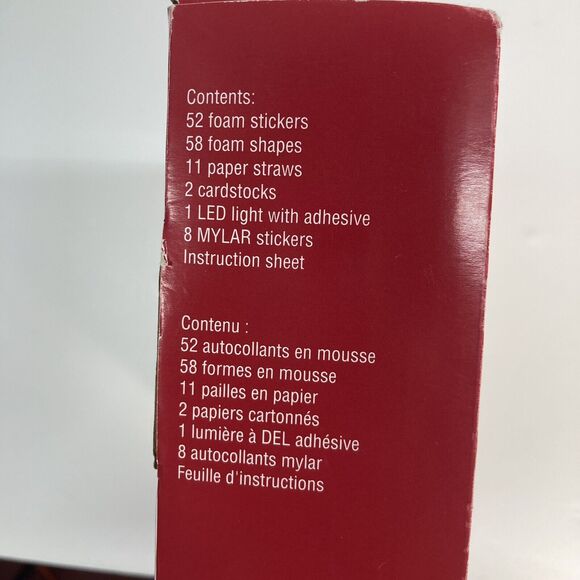 Contents:
52 foam stickers
58 foam shapes
11 paper straws
2 cardstocks
1 LED light with adhesive
8 MYLAR stickers
Instruction sheet
Contenu :
52 autocollants en mousse
58 formes en mousse
11 pailles en papier
2 papiers cartonnés
1 lumière à DEL adhésive
8 autocollants mylar
Feuille d'instructions